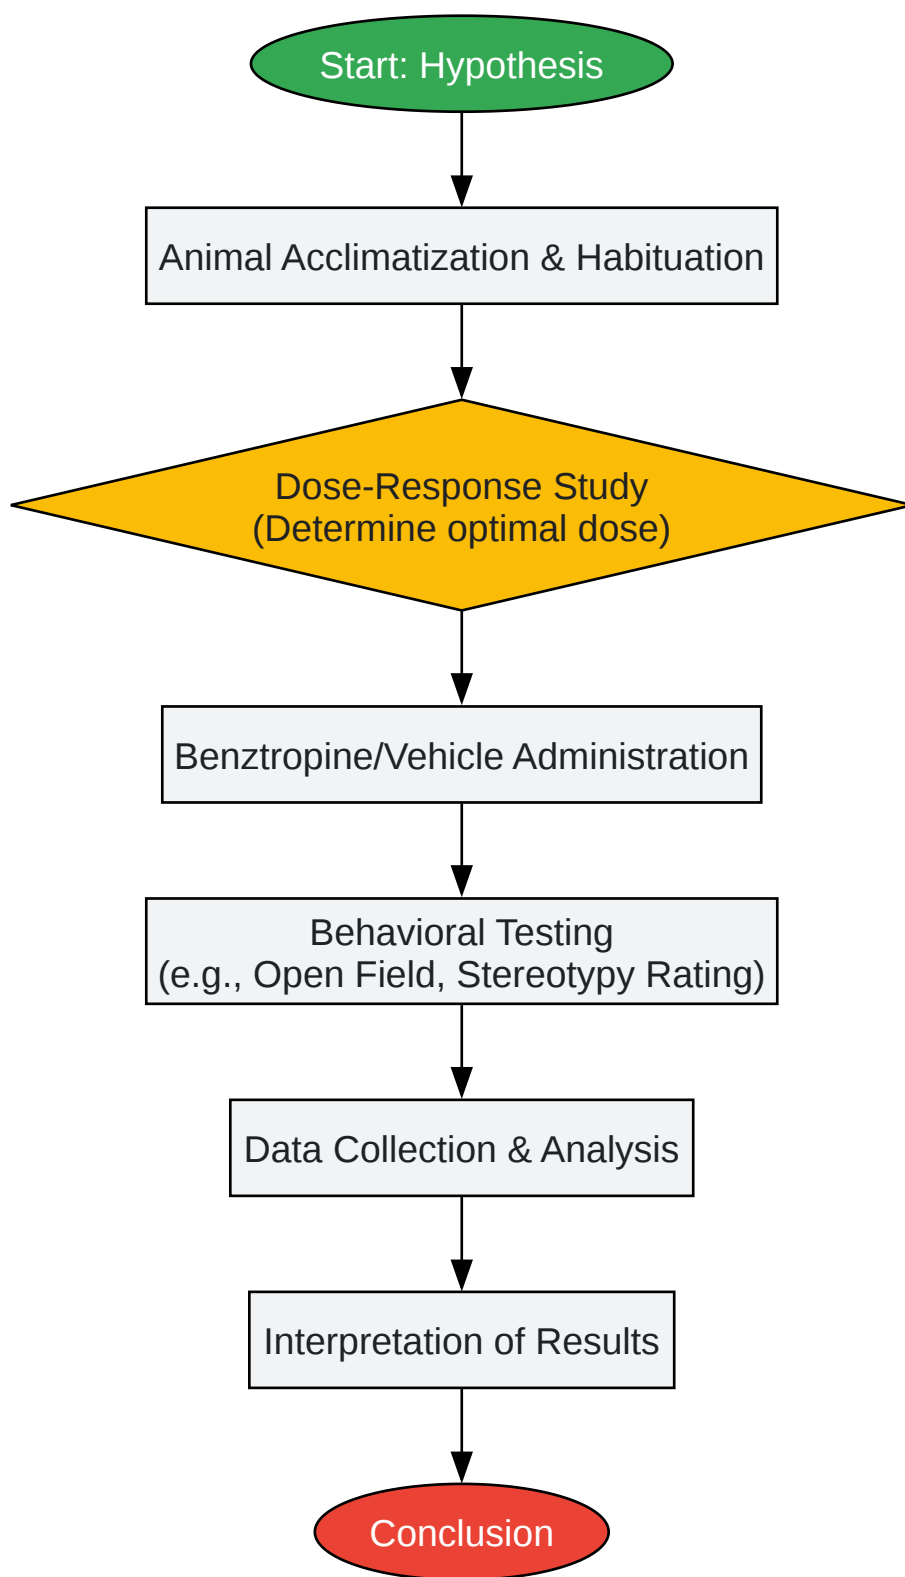 Start: Hypothesis
Animal Acclimatization & Habituation
Dose-Response Study
(Determine optimal dose)
Benztropine/Vehicle Administration
Behavioral Testing
(e.g., Open Field, Stereotypy Rating)
Data Collection & Analysis
Interpretation of Results
Conclusion